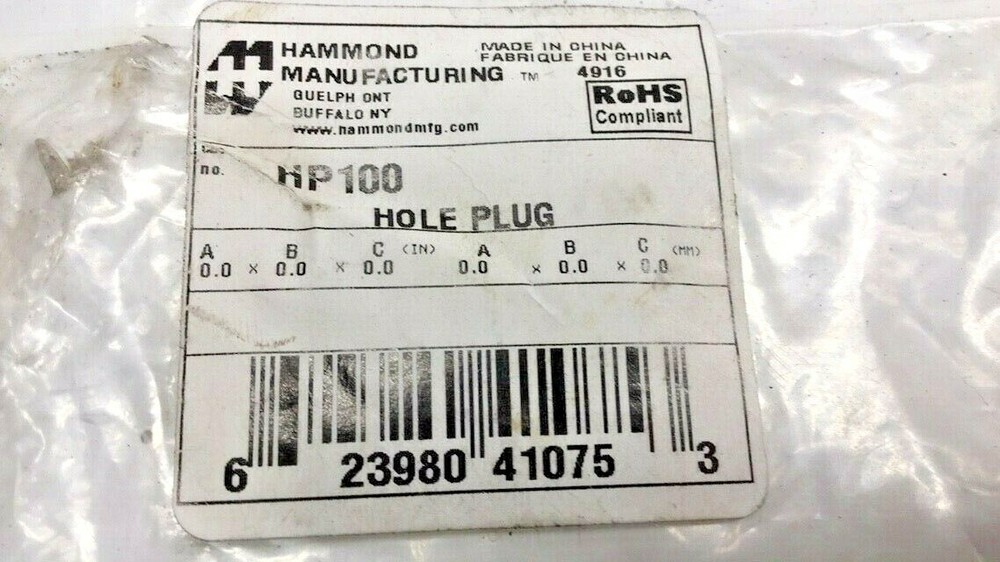 HAMMOND
MANUFACTURING TM
GUELPH ONT
BUFFALO NY
www.hammondmfg.com
MADE IN CHINA
FABRIQUE EN CHINA
4916
RoHS
Compliant
no. HP100
HOLE PLUG
A B C (IN) A B C (MM)
0.0 x 0.0 x 0.0 0.0 x 0.0 x 0.0
6 23980 41075 3